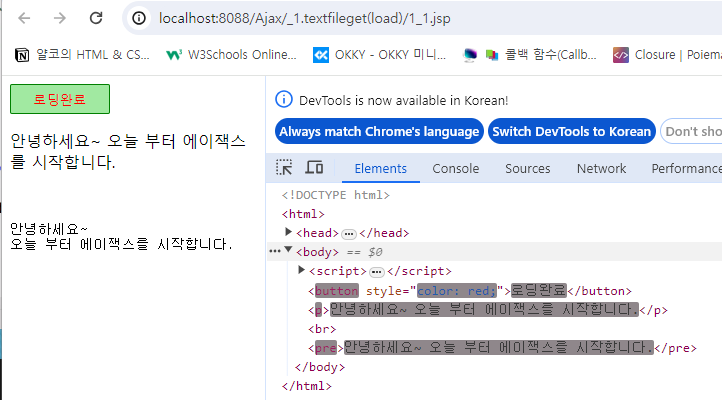 localhost:8088/Ajax/_1.textfileget(load)/1_1.jsp
얄코의 HTML & CS... W3Schools Online... OKKY - OKKY 미니... 콜백 함수(Callb... Closure | Poiem
로딩완료
안녕하세요~ 오늘 부터 에이잭스
를 시작합니다.
안녕하세요~
오늘 부터 에이잭스를 시작합니다.
DevTools is now available in Korean!
Always match Chrome's language Switch DevTools to Korean Don't show
Elements Console Sources Network Performance
<!DOCTYPE html>
<html>
<head>...</head>
<body> == $0
<script>...</script>
<button style="color: red;">로딩완료</button>
<p>안녕하세요~ 오늘 부터 에이잭스를 시작합니다.</p>
<br>
<pre>안녕하세요~ 오늘 부터 에이잭스를 시작합니다.</pre>
</body>
</html>